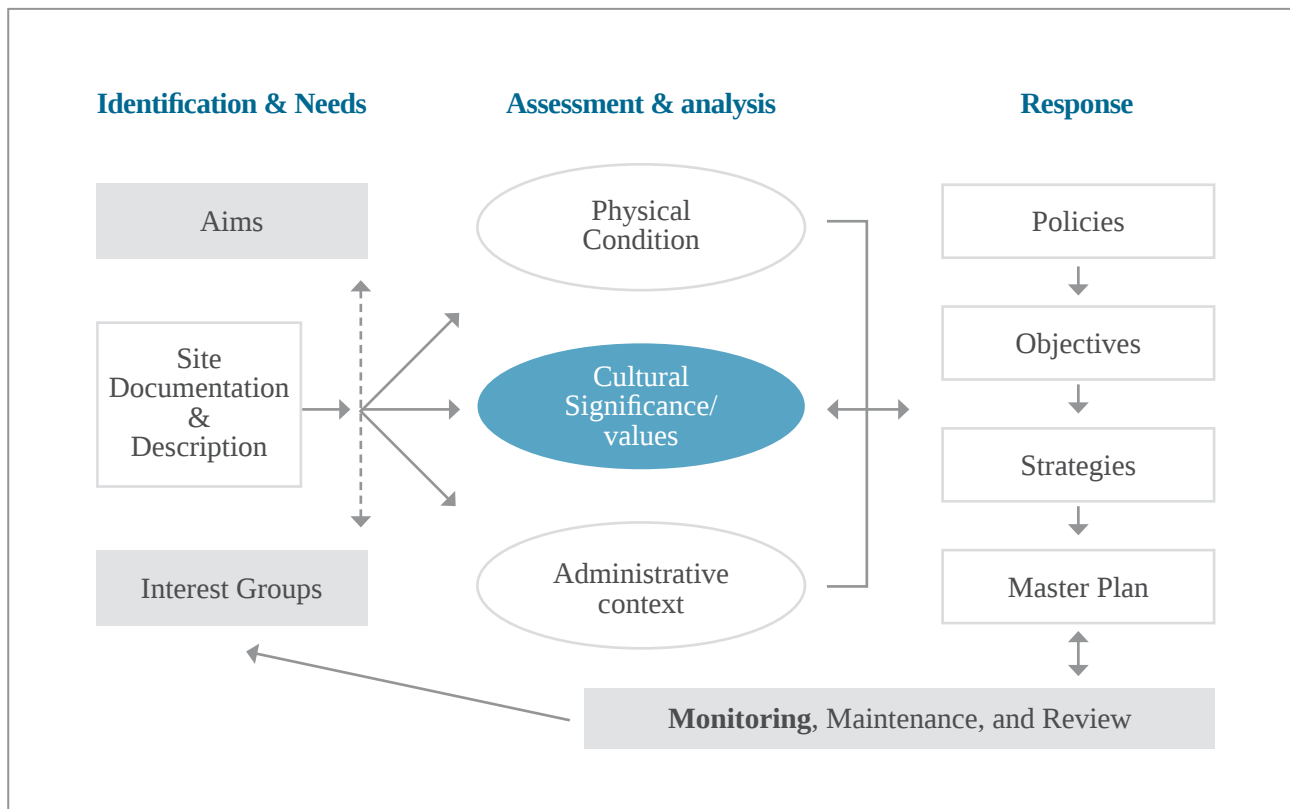 Identification & Needs
Assessment & analysis
Response
Aims
Site
Documentation
&
Description
Interest Groups
Physical
Condition
Cultural
Significance/
values
Administrative
context
Policies
Objectives
Strategies
Master Plan
Monitoring, Maintenance, and Review